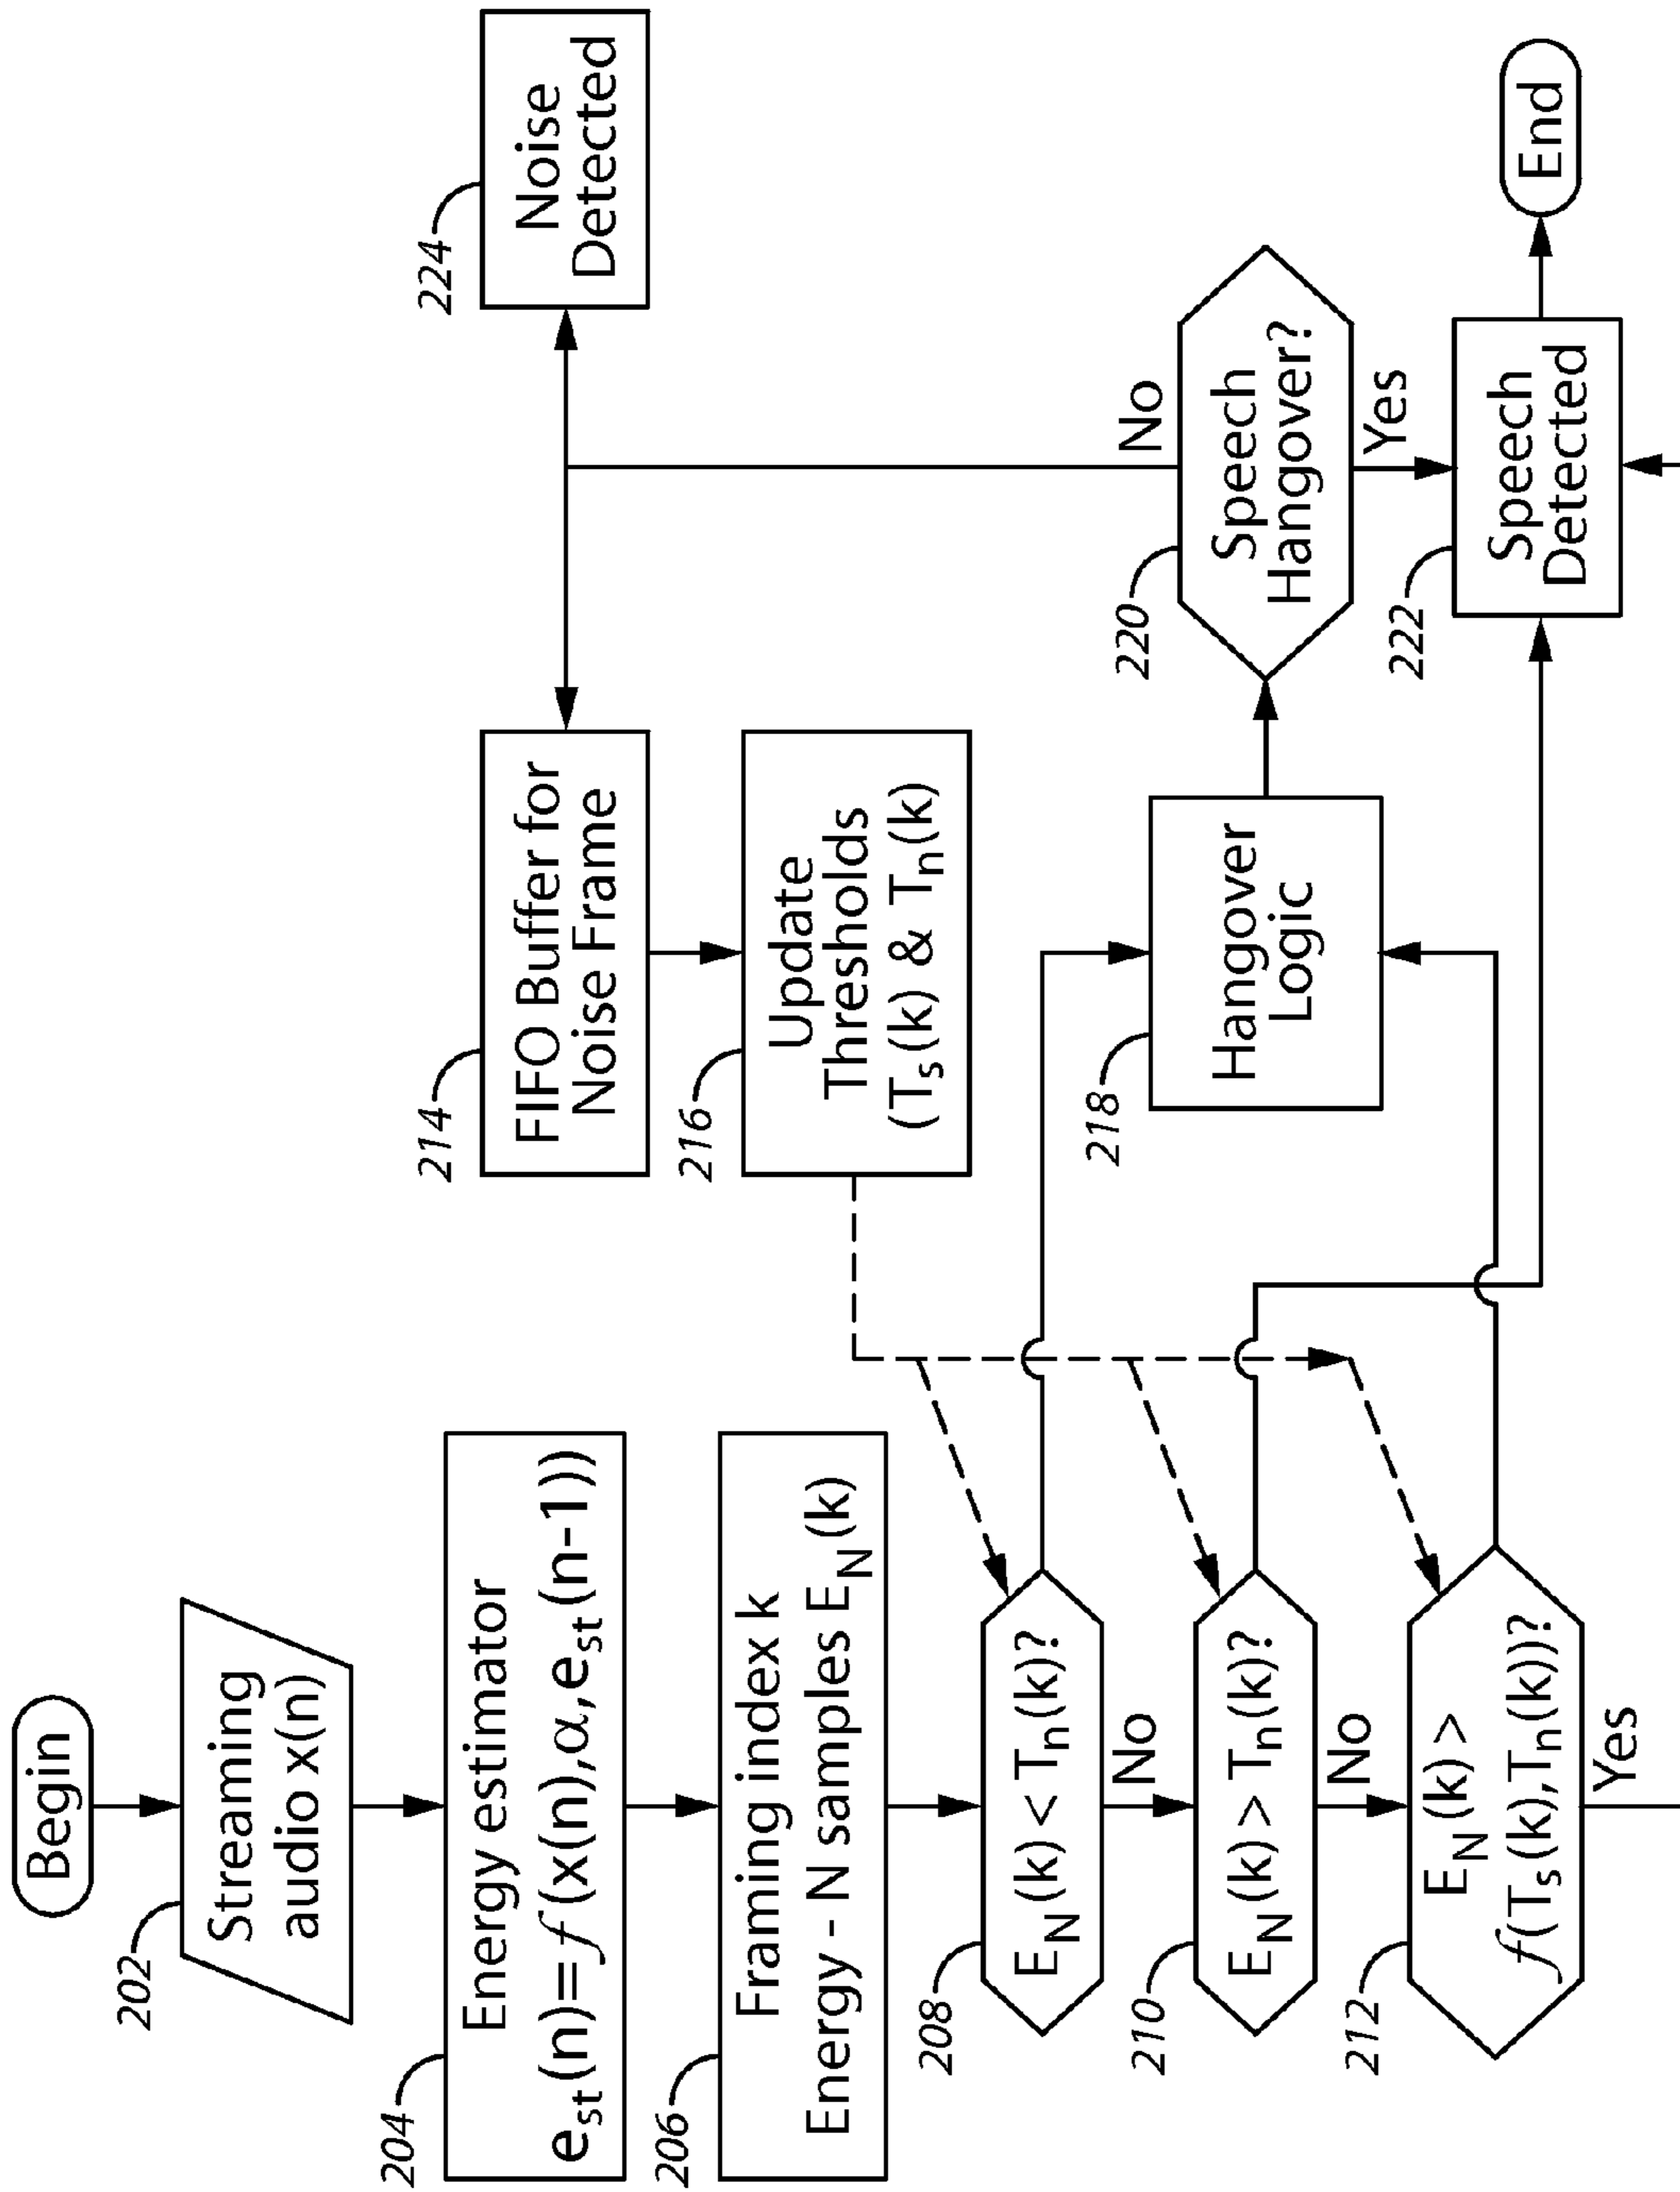 Begin
202
Streaming
audio x(n)
204
Energy estimator
e_st(n)=f(x(n),α,e_st(n-1))
206
Framing index k
Energy - N samples E_N(k)
208
E_N(k) < T_n(k)?
No
210
E_N(k) > T_n(k)?
No
212
E_N(k) >
f(T_s(k),T_n(k))?
Yes
214
FIFO Buffer for
Noise Frame
216
Update
Thresholds
(T_s(k) & T_n(k)
218
Hangover
Logic
224
Noise
Detected
No
220
Speech
Hangover?
Yes
222
Speech
Detected
End